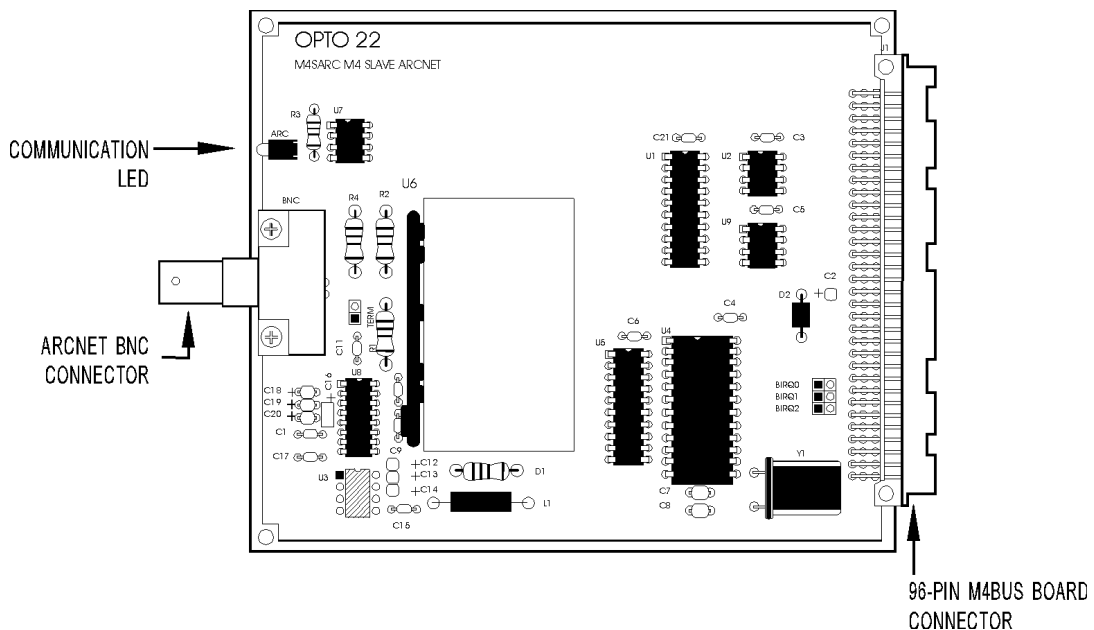 OPTO 22
J1
M4SARC M4 SLAVE ARCNET
R3
U7
ARC
COMMUNICATION
LED
C21
C3
U1
U2
U6
BNC
R4
R2
C5
U9
C2
D2
+
C4
TERM
C6
U5
U4
ARCNET BNC
CONNECTOR
C11
R1
U8
C16
+
C18 +
C19 +
C20 +
BIRQ0
BIRQ1
BIRQ2
C1
C17
C9
U3
+C12
+C13
+C14
D1
Y1
C7
L1
C8
C15
96-PIN M4BUS BOARD
CONNECTOR